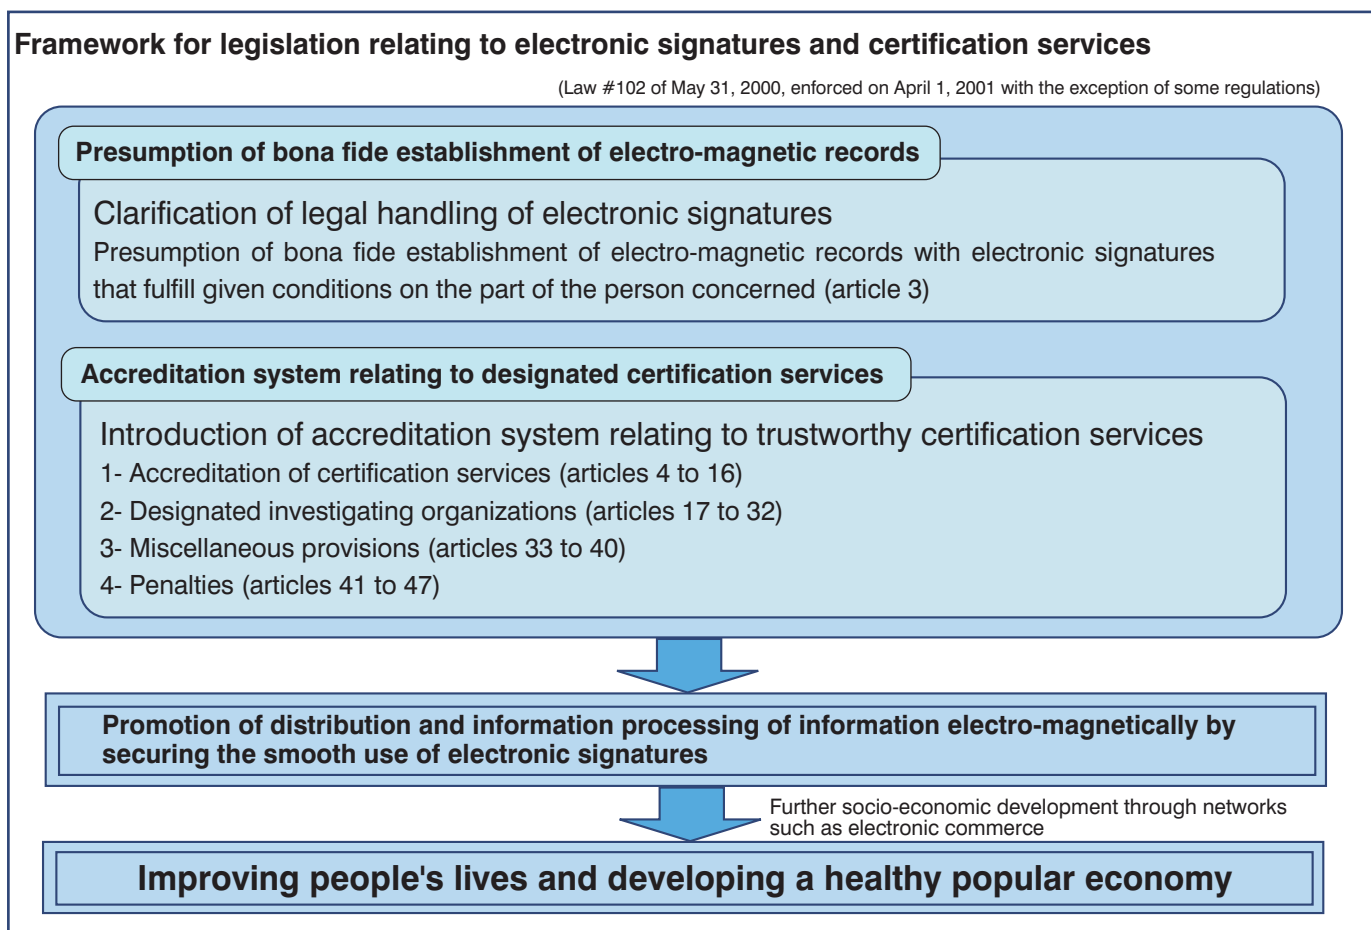 Framework for legislation relating to electronic signatures and certification services
(Law #102 of May 31, 2000, enforced on April 1, 2001 with the exception of some regulations)
Presumption of bona fide establishment of electro-magnetic records
Clarification of legal handling of electronic signatures
Presumption of bona fide establishment of electro-magnetic records with electronic signatures
that fulfill given conditions on the part of the person concerned (article 3)
Accreditation system relating to designated certification services
Introduction of accreditation system relating to trustworthy certification services
1- Accreditation of certification services (articles 4 to 16)
2- Designated investigating organizations (articles 17 to 32)
3- Miscellaneous provisions (articles 33 to 40)
4- Penalties (articles 41 to 47)
Promotion of distribution and information processing of information electro-magnetically by
securing the smooth use of electronic signatures
Further socio-economic development through networks
such as electronic commerce
Improving people's lives and developing a healthy popular economy